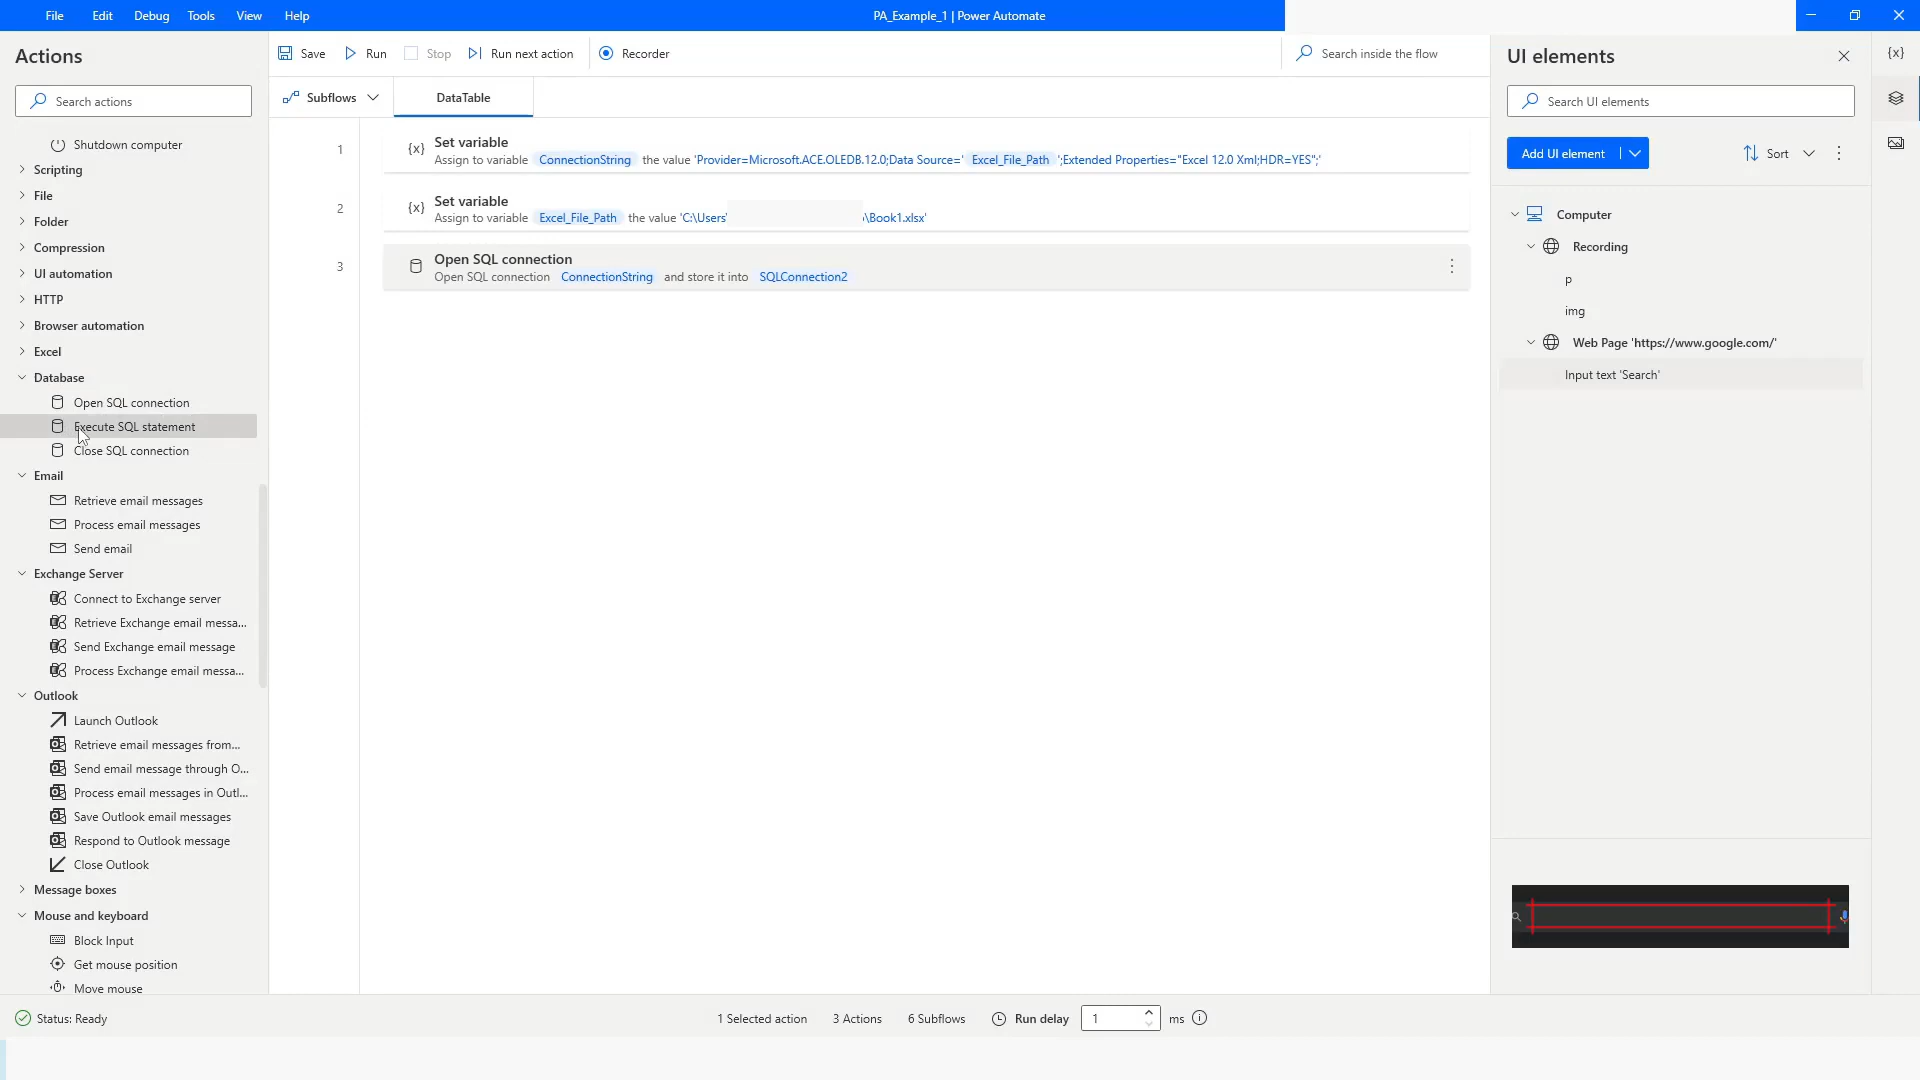 File Edit Debug Tools View Help
PA_Example_1 | Power Automate
Actions
Search actions
Shutdown computer
Scripting
File
Folder
Compression
UI automation
HTTP
Browser automation
Excel
Database
Open SQL connection
Execute SQL statement
Close SQL connection
Email
Retrieve email messages
Process email messages
Send email
Exchange Server
Connect to Exchange server
Retrieve Exchange email messa...
Send Exchange email message
Process Exchange email messa...
Outlook
Launch Outlook
Retrieve email messages from...
Send email message through O...
Process email messages in Outl...
Save Outlook email messages
Respond to Outlook message
Close Outlook
Message boxes
Mouse and keyboard
Block Input
Get mouse position
Move mouse
Save Run Stop Run next action Recorder
Search inside the flow
Subflows DataTable
1 {x} Set variable
Assign to variable ConnectionString the value 'Provider=Microsoft.ACE.OLEDB.12.0;Data Source=' Excel_File_Path ';Extended Properties="Excel 12.0 Xml;HDR=YES";'
2 {x} Set variable
Assign to variable Excel_File_Path the value 'C:\Users' \Book1.xlsx'
3 Open SQL connection
Open SQL connection ConnectionString and store it into SQLConnection2
UI elements
{x}
Search UI elements
Add UI element Sort
Computer
Recording
p
img
Web Page 'https://www.google.com/'
Input text 'Search'
Status: Ready
1 Selected action 3 Actions 6 Subflows Run delay 1 ms